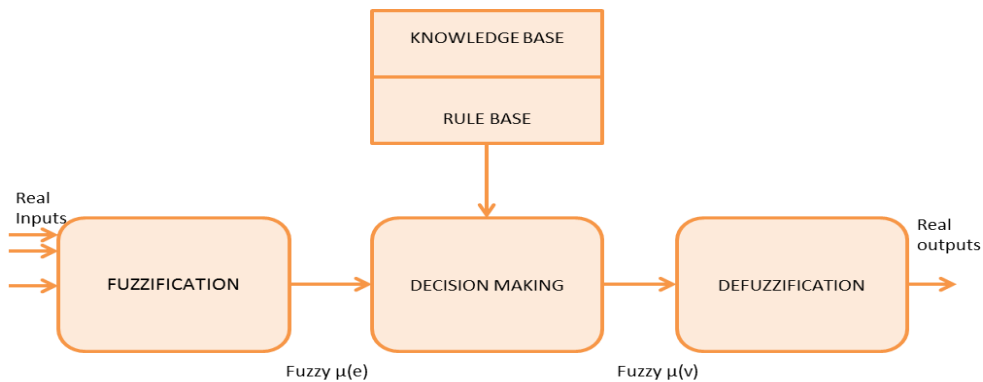 KNOWLEDGE BASE
RULE BASE
Real
Inputs
FUZZIFICATION
DECISION MAKING
DEFUZZIFICATION
Real
outputs
Fuzzy μ(e)
Fuzzy μ(v)